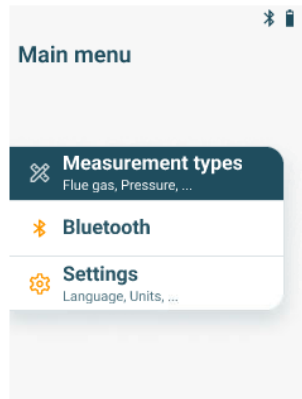 Main menu
Measurement types
Flue gas, Pressure, ...
Bluetooth
Settings
Language, Units, ...